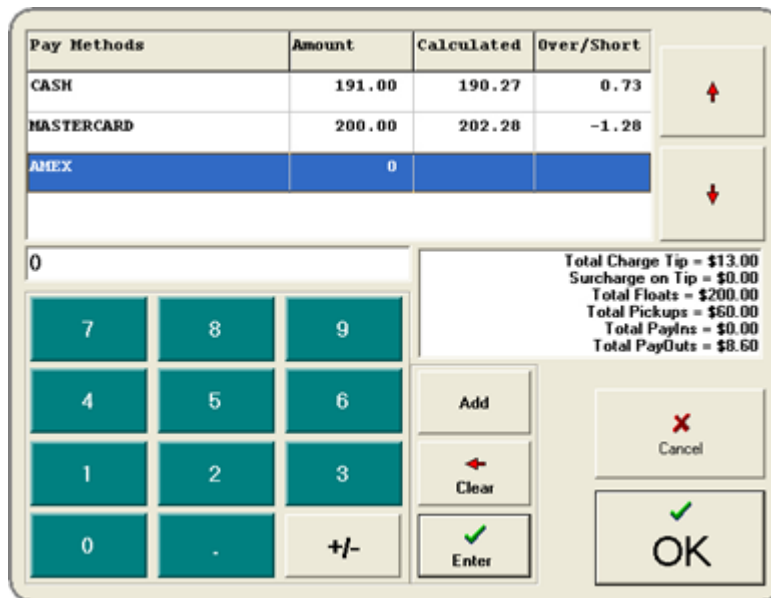 Pay Methods Amount Calculated Over/Short
CASH 191.00 190.27 0.73
MASTERCARD 200.00 202.28 -1.28
AMEX 0
0
Total Charge Tip = $13.00
Surcharge on Tip = $0.00
Total Floats = $200.00
Total Pickups = $60.00
Total PayIns = $0.00
Total PayOuts = $8.60
7 8 9
4 5 6 Add
Cancel
1 2 3 Clear
0 . +/- Enter OK